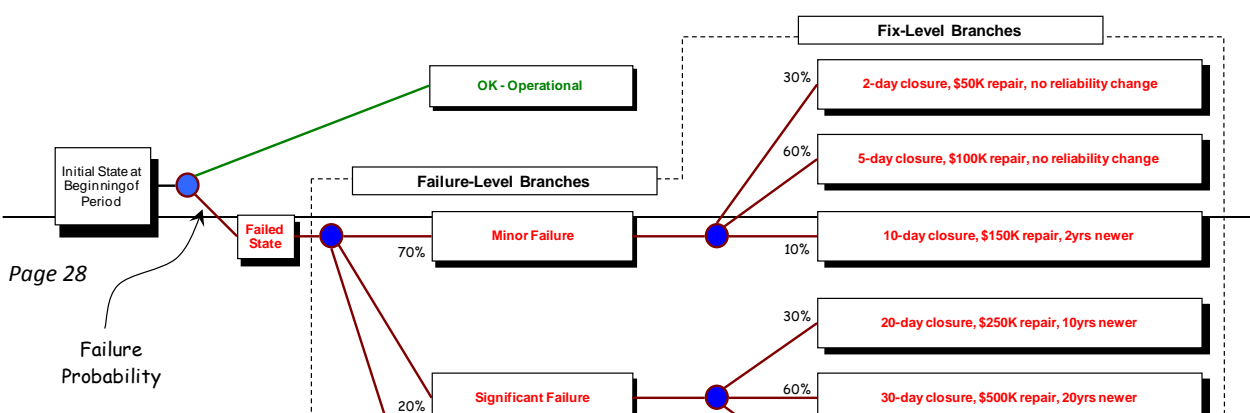 Fix-Level Branches
30%
2-day closure, $50K repair, no reliability change
OK - Operational
60%
5-day closure, $100K repair, no reliability change
Initial State at
Beginning of
Period
Failure-Level Branches
Failed
State
70%
Minor Failure
10%
10-day closure, $150K repair, 2yrs newer
Page 28
30%
20-day closure, $250K repair, 10yrs newer
Failure
Probability
20%
Significant Failure
60%
30-day closure, $500K repair, 20yrs newer